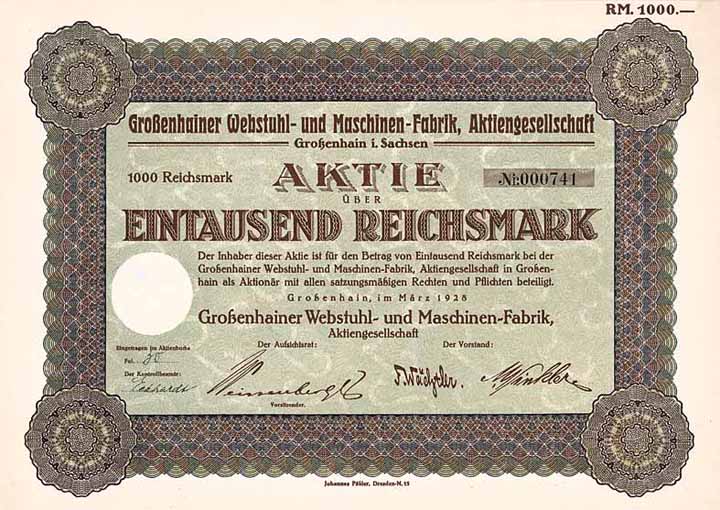 RM. 1000.—
Großenhainer Webstuhl- und Maschinen-Fabrik, Aktiengesellschaft
Großenhain i. Sachsen
1000 Reichsmark
AKTIE
№ 000741
ÜBER
EINTAUSEND REICHSMARK
Der Inhaber dieser Aktie ist für den Betrag von Eintausend Reichsmark bei der
Großenhainer Webstuhl- und Maschinen-Fabrik, Aktiengesellschaft in Großen-
hain als Aktionär mit allen satzungsmäßigen Rechten und Pflichten beteiligt.
Großenhain, im März 1928
Großenhainer Webstuhl- und Maschinen-Fabrik,
Aktiengesellschaft
Eingetragen im Aktienbuche
Fol.
Der Kontrollbeamte:
Der Aufsichtsrat:
Der Vorstand:
Vorsitzender.
Johannes Päßler, Dresden-N. 15